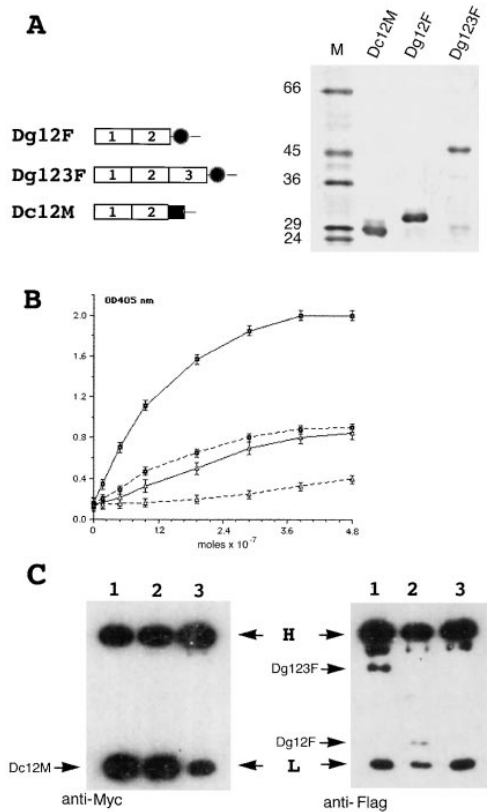 A
M Dc12M Dg12F Dg123F
66
45
36
29
24
Dg12F 1 2
Dg123F 1 2 3
Dc12M 1 2
B
OD405 nm
2.0
1.6
1.2
0.8
0.4
0.0
0 1.2 2.4 3.6 4.8
moles x 10-7
C
1 2 3
1 2 3
H
Dg123F
Dg12F
Dc12M
L
anti-Myc
anti-Flag